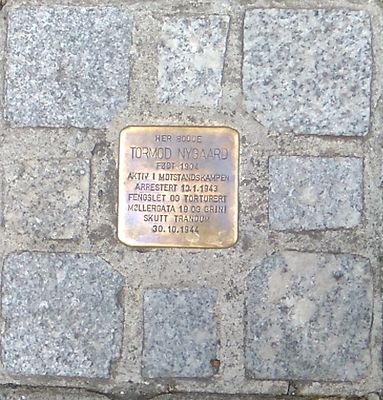 HER BODDE
TORMOD NYGAARD
FØDT 1904
AKTIV I MOTSTANDSKAMPEN
ARRESTERT 10.1.1943
FENGSLET OG TORTURERT
MØLLERGATA 19 OG GRINI
SKUTT TRANDUM
30.10.1944